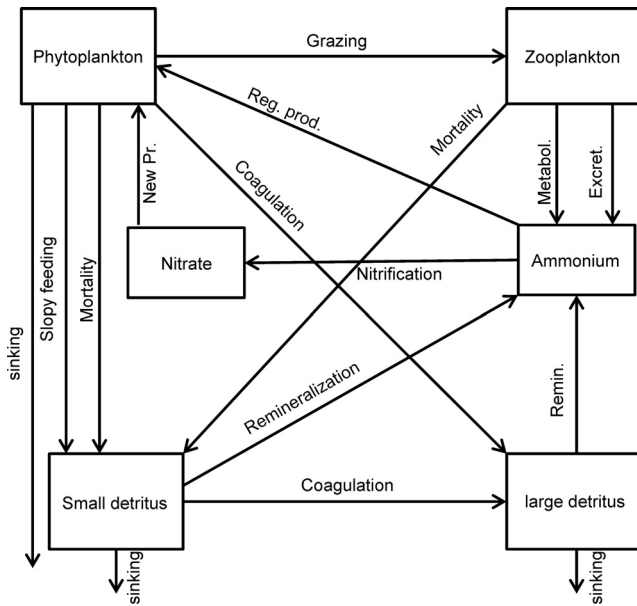 Phytoplankton
Grazing
Zooplankton
Reg. prod.
Mortality
Metabol.
Excret.
New Pr.
Coagulation
Nitrate
Nitrification
Ammonium
sinking
Slopy feeding
Mortality
Remineralization
Remin.
Small detritus
Coagulation
large detritus
sinking
sinking